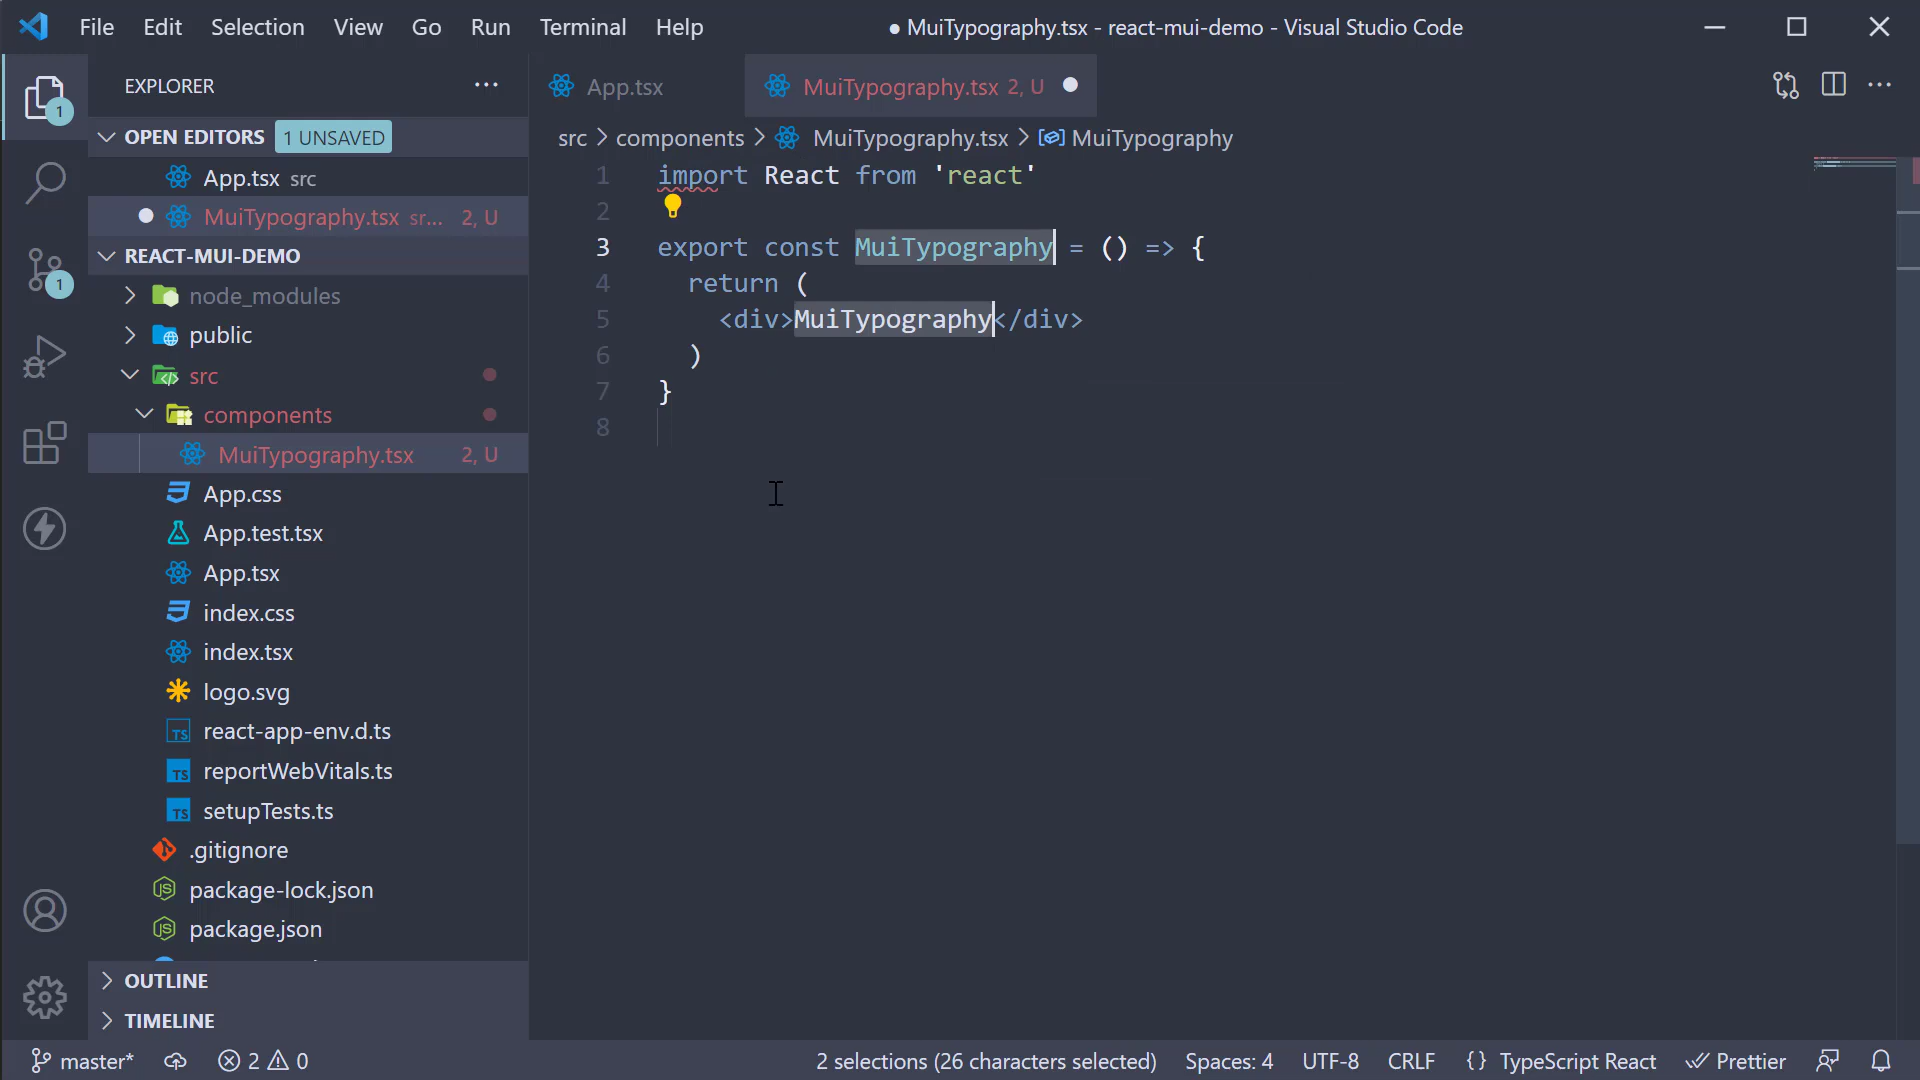 File Edit Selection View Go Run Terminal Help
● MuiTypography.tsx - react-mui-demo - Visual Studio Code
EXPLORER
OPEN EDITORS 1 UNSAVED
App.tsx src
MuiTypography.tsx sr... 2, U
REACT-MUI-DEMO
node_modules
public
src
components
MuiTypography.tsx 2, U
App.css
App.test.tsx
App.tsx
index.css
index.tsx
logo.svg
TS react-app-env.d.ts
TS reportWebVitals.ts
TS setupTests.ts
.gitignore
package-lock.json
package.json
OUTLINE
TIMELINE
1
1
App.tsx
MuiTypography.tsx 2, U
src > components > MuiTypography.tsx > MuiTypography
1 import React from 'react'
2
3 export const MuiTypography = () => {
4 return (
5 <div>MuiTypography</div>
6 )
7 }
8
master* 2 0
2 selections (26 characters selected) Spaces: 4 UTF-8 CRLF {} TypeScript React Prettier